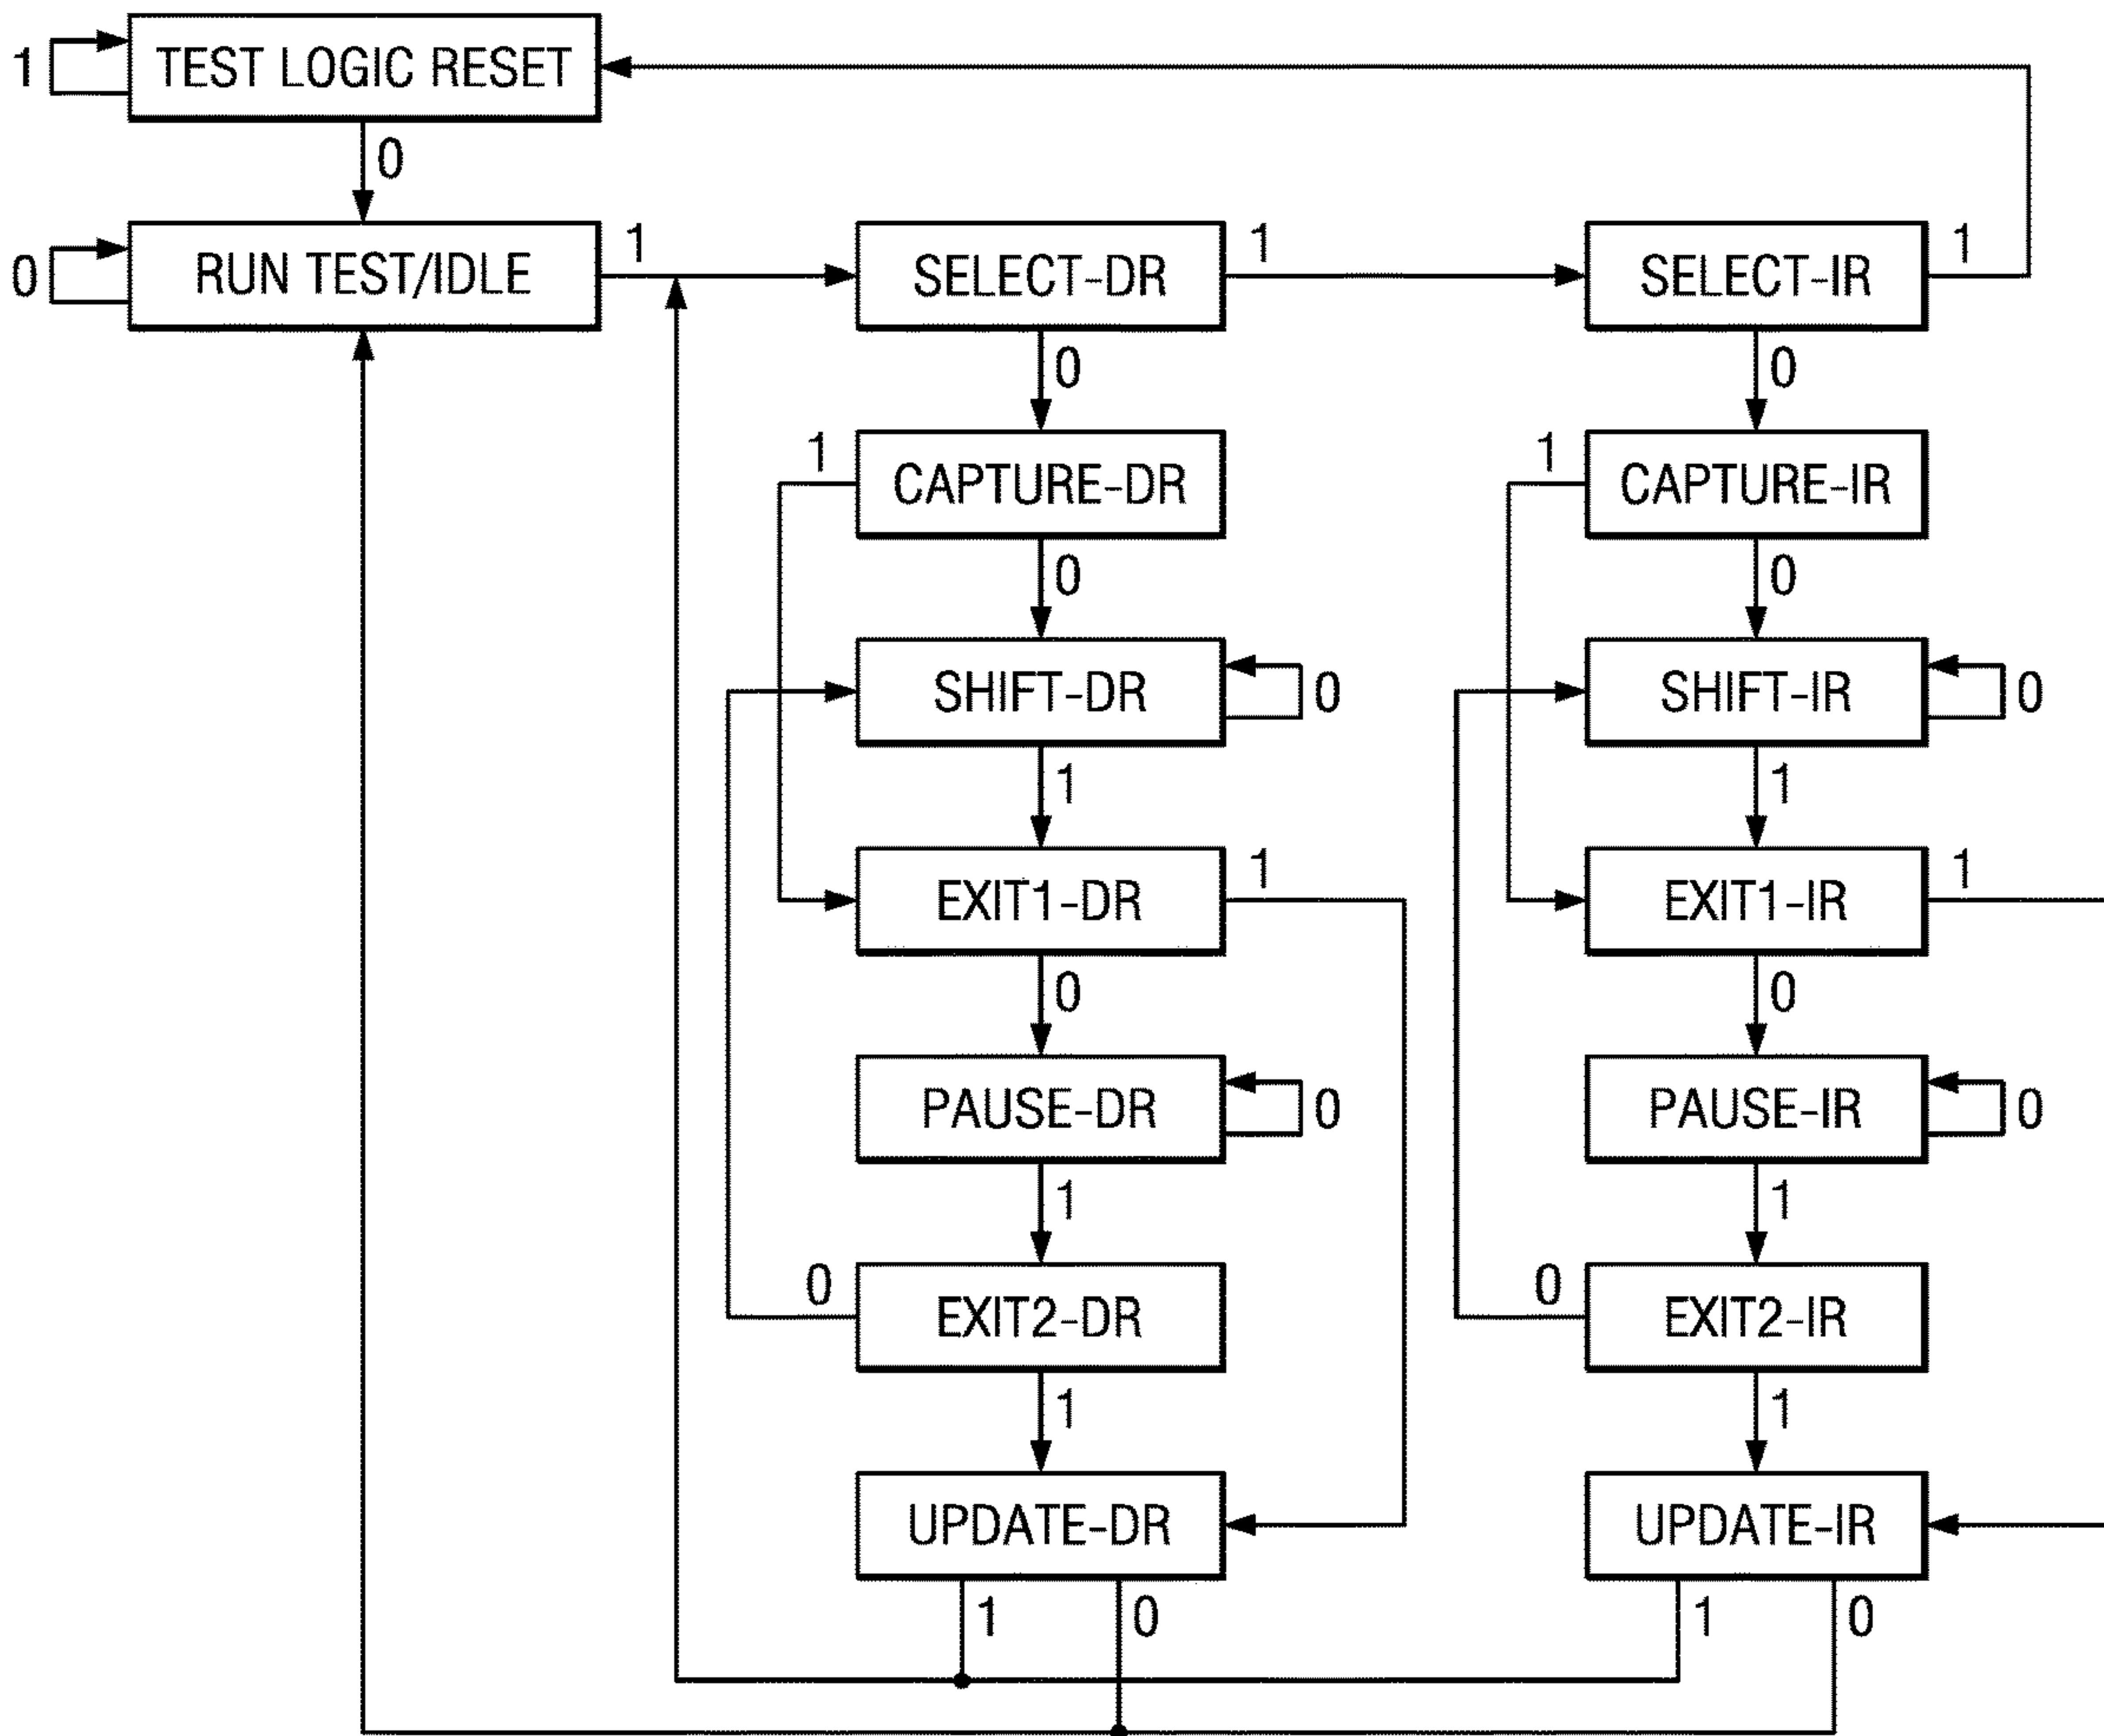 1 TEST LOGIC RESET
0
0 RUN TEST/IDLE 1 SELECT-DR 1 SELECT-IR 1
0 0
1 CAPTURE-DR 1 CAPTURE-IR
0 0
SHIFT-DR 0 SHIFT-IR 0
1 1
EXIT1-DR 1 EXIT1-IR 1
0 0
PAUSE-DR 0 PAUSE-IR 0
1 1
0 EXIT2-DR 0 EXIT2-IR
1 1
UPDATE-DR UPDATE-IR
1 0 1 0